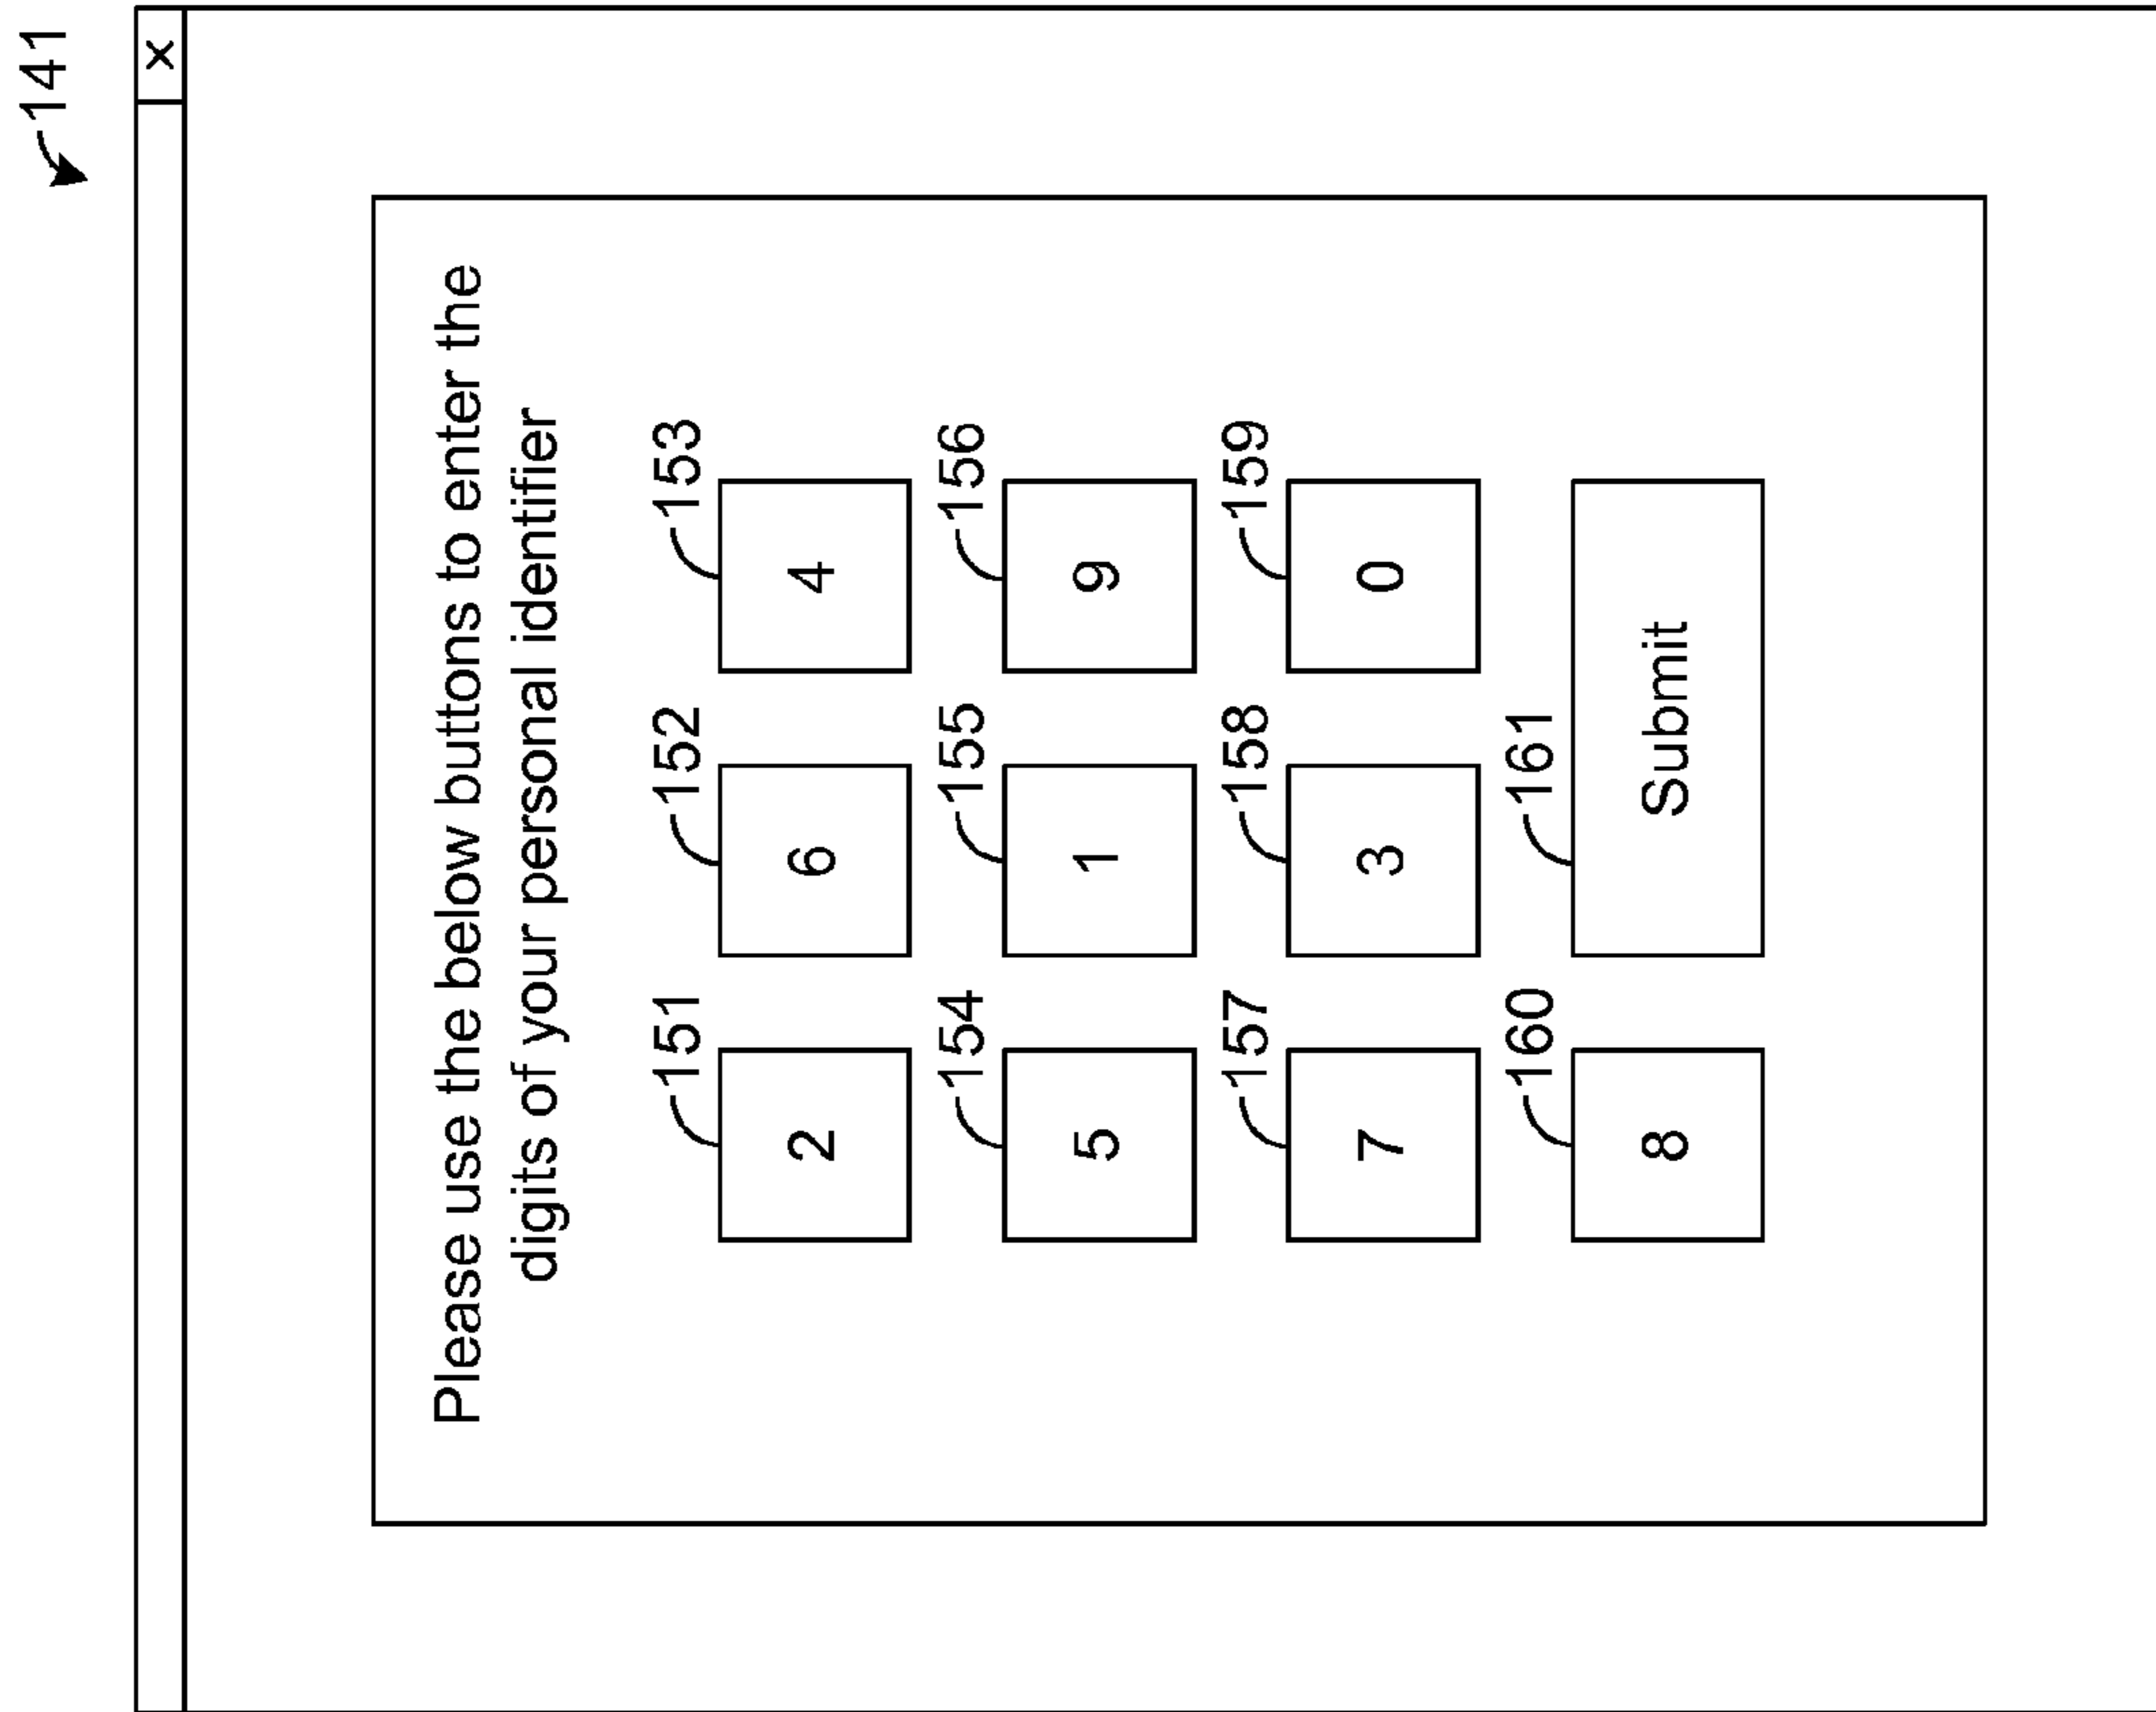 141
X
Please use the below buttons to enter the
digits of your personal identifier
151 152 153
2 6 4
154 155 156
5 1 9
157 158 159
7 3 0
160 161
8 Submit